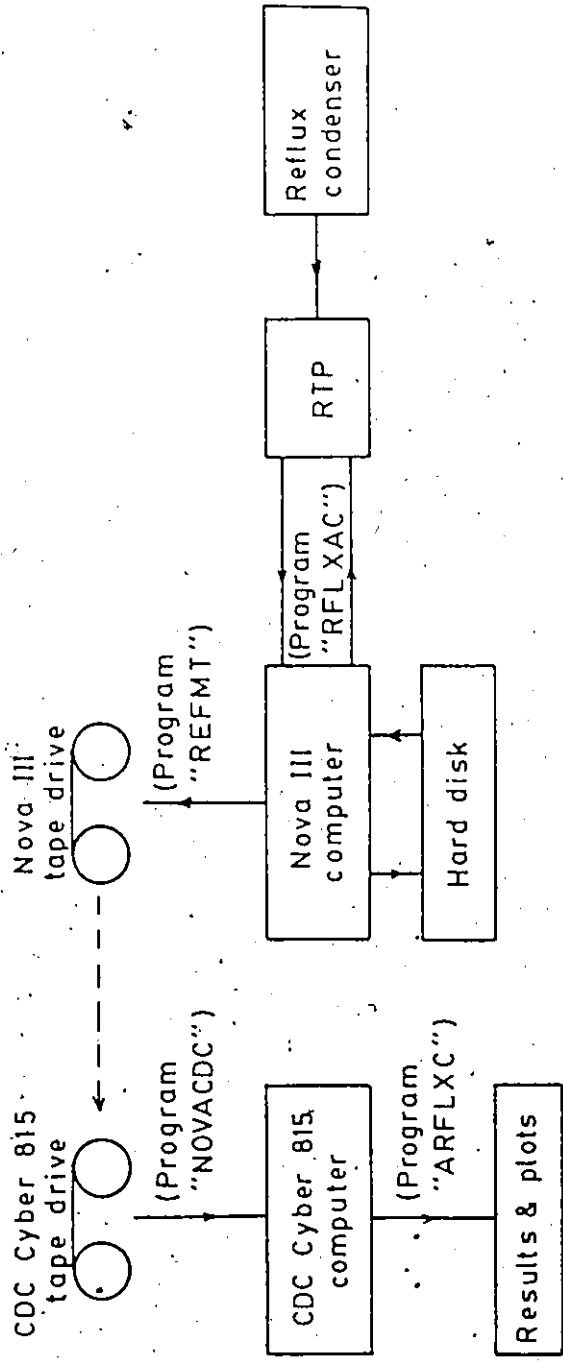 CDC Cyber 815
tape drive
Nova III
tape drive
(Program
"NOVACDC")
(Program
"REFMT")
CDC Cyber 815
computer
Nova III
computer
(Program
"RFLXAC")
RTP
Reflux
condenser
(Program
"ARFLXC")
Results & plots
Hard disk